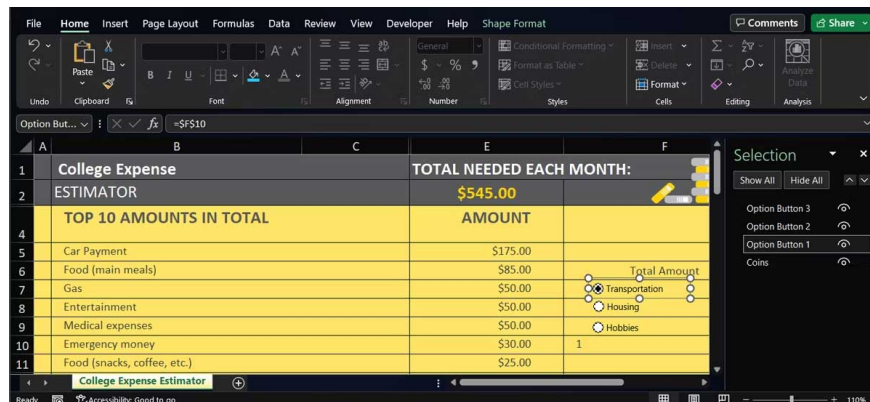 File Home Insert Page Layout Formulas Data Review View Developer Help Shape Format Comments Share
Paste
B I U A A A
General
$ % 9
Conditional Formatting
Format as Table
Cell Styles
Insert
Delete
Format
Analyze Data
Undo Clipboard Font Alignment Number Styles Cells Editing Analysis
Option But... fx =$F$10
A B C E F
1 College Expense TOTAL NEEDED EACH MONTH:
2 ESTIMATOR $545.00
4 TOP 10 AMOUNTS IN TOTAL AMOUNT
5 Car Payment $175.00
6 Food (main meals) $85.00 Total Amount
7 Gas $50.00 Transportation
8 Entertainment $50.00 Housing
9 Medical expenses $50.00 Hobbies
10 Emergency money $30.00 1
11 Food (snacks, coffee, etc.) $25.00
College Expense Estimator
Ready Accessibility: Good to go 110%
Selection
Show All Hide All
Option Button 3
Option Button 2
Option Button 1
Coins